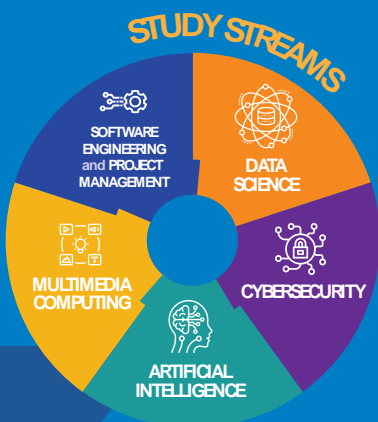 STUDY STREAMS
SOFTWARE
ENGINEERING
and PROJECT
MANAGEMENT
DATA
SCIENCE
CYBERSECURITY
ARTIFICIAL
INTELLIGENCE
MULTIMEDIA
COMPUTING
T